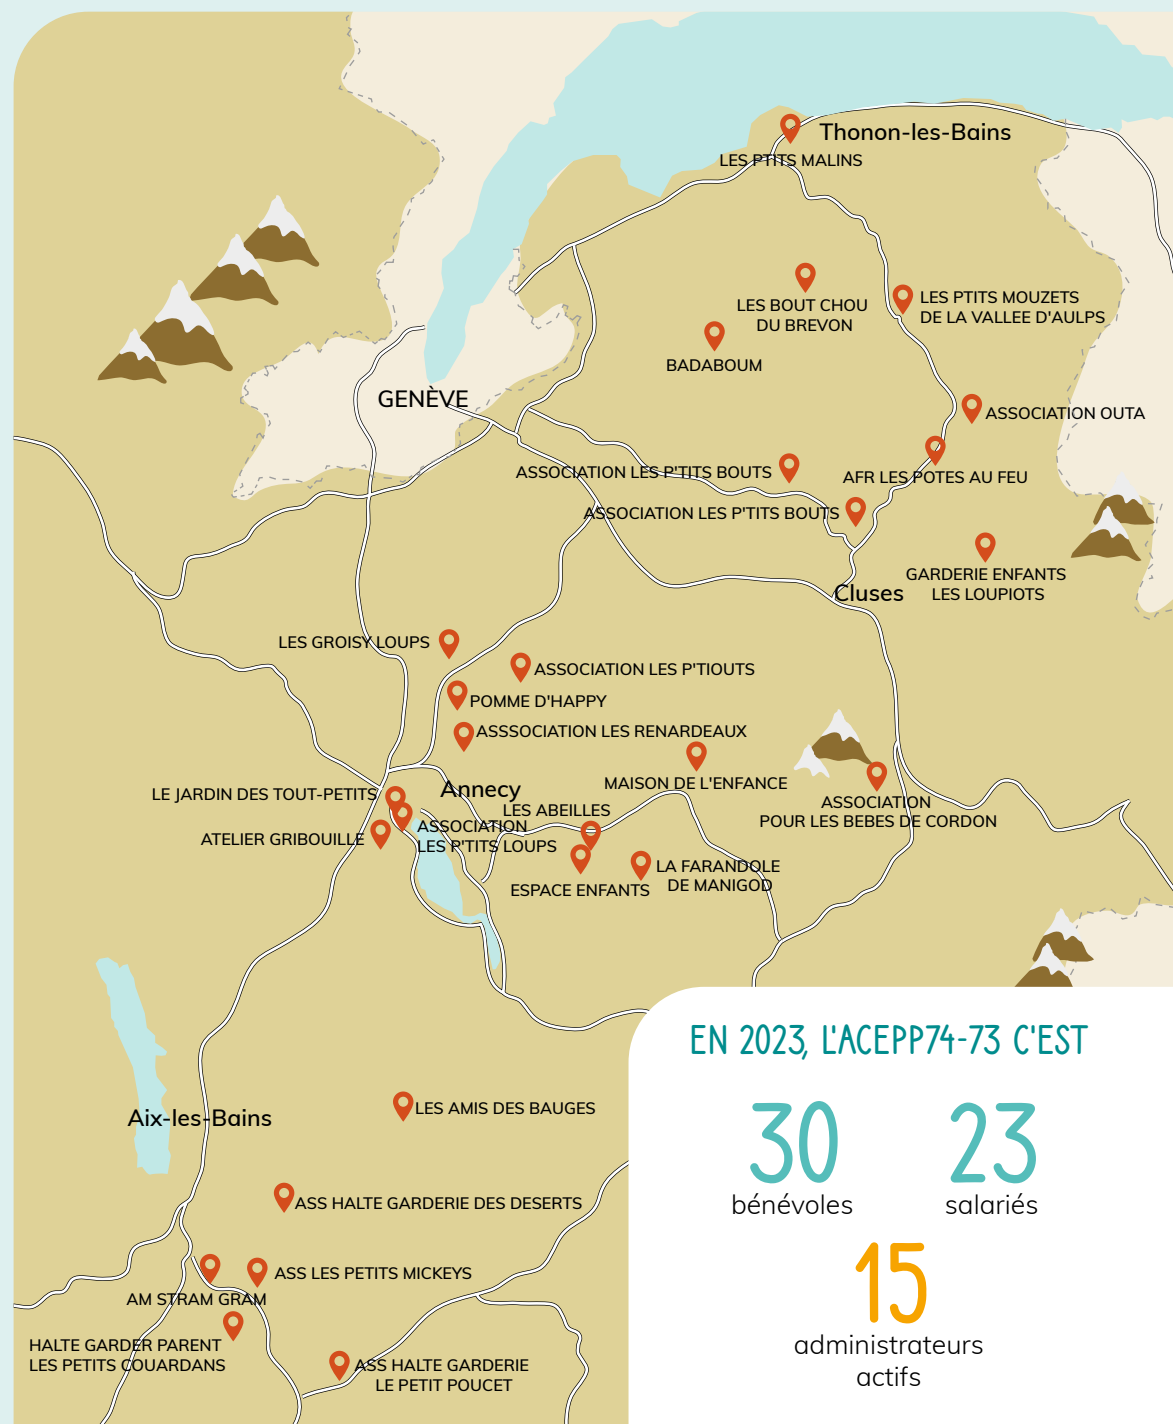 Thonon-les-Bains
LES PTITS MALINS
LES BOUT CHOU
DU BREVON
LES PTITS MOUZETS
DE LA VALLEE D'AULPS
BADABOUM
GENÈVE
ASSOCIATION OUTA
ASSOCIATION LES P'TITS BOUTS
AFR LES POTES AU FEU
ASSOCIATION LES P'TITS BOUTS
GARDERIE ENFANTS
LES LOUPIOTS
Cluses
LES GROISY LOUPS
ASSOCIATION LES P'TIOUTS
POMME D'HAPPY
ASSSOCIATION LES RENARDEAUX
MAISON DE L'ENFANCE
Annecy
LE JARDIN DES TOUT-PETITS
LES ABEILLES
ASSOCIATION
POUR LES BEBES DE CORDON
ATELIER GRIBOUILLE
ASSOCIATION
LES P'TITS LOUPS
LA FARANDOLE
DE MANIGOD
ESPACE ENFANTS
EN 2023, L'ACEPP74-73 C'EST
30
bénévoles
23
salariés
15
administrateurs
actifs
LES AMIS DES BAUGES
Aix-les-Bains
ASS HALTE GARDERIE DES DESERTS
ASS LES PETITS MICKEYS
AM STRAM GRAM
HALTE GARDER PARENT
LES PETITS COUARDANS
ASS HALTE GARDERIE
LE PETIT POUCET